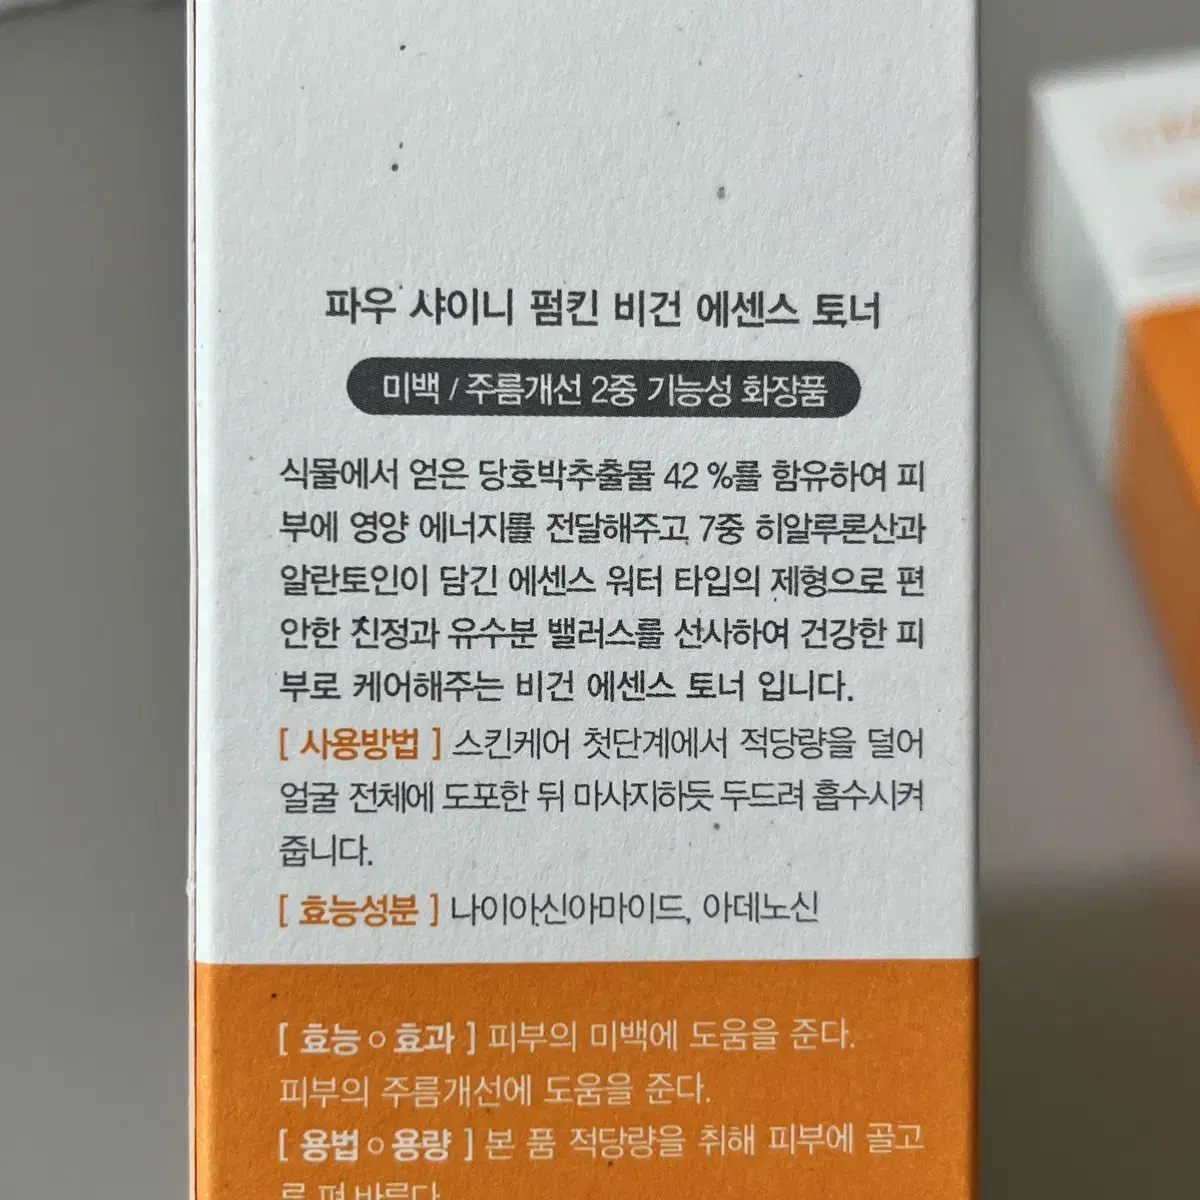 파우 샤이니 펌킨 비건 에센스 토너
미백 / 주름개선 2중 기능성 화장품
식물에서 얻은 당호박추출물 42 %를 함유하여 피
부에 영양 에너지를 전달해주고, 7중 히알루론산과
알란토인이 담긴 에센스 워터 타입의 제형으로 편
안한 진정과 유수분 밸러스를 선사하여 건강한 피
부로 케어해주는 비건 에센스 토너 입니다.
[ 사용방법 ] 스킨케어 첫단계에서 적당량을 덜어
얼굴 전체에 도포한 뒤 마사지하듯 두드려 흡수시켜
줍니다.
[ 효능성분 ] 나이아신아마이드, 아데노신
[ 효능 ○ 효과 ] 피부의 미백에 도움을 준다.
피부의 주름개선에 도움을 준다.
[ 용법 ○ 용량 ] 본 품 적당량을 취해 피부에 골고
루 펴 바른다